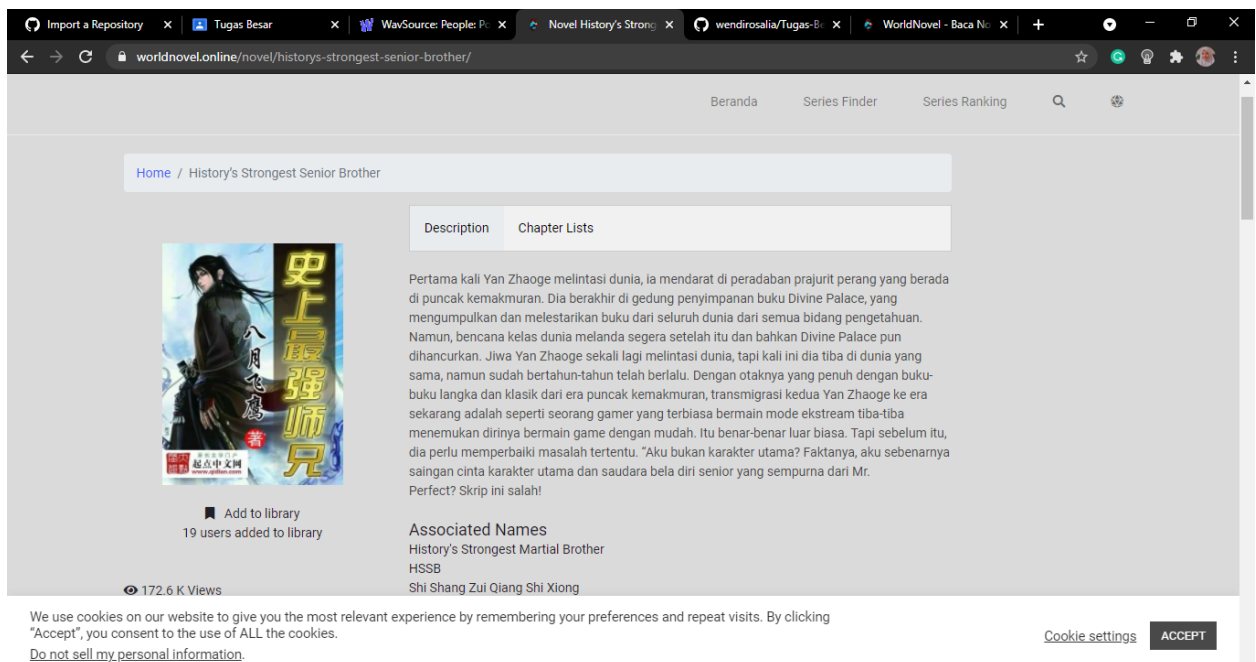 Import a Repository
Tugas Besar
WavSource: People: Po
Novel History's Strong
wendirosalia/Tugas-Be
WorldNovel - Baca No
worldnovel.online/novel/historys-strongest-senior-brother/
Beranda Series Finder Series Ranking
Home / History's Strongest Senior Brother
史上最强师兄
八月飞鹰
著
起点中文网
www.qidian.com
Add to library
19 users added to library
172.6 K Views
Description Chapter Lists
Pertama kali Yan Zhaoge melintasi dunia, ia mendarat di peradaban prajurit perang yang berada
di puncak kemakmuran. Dia berakhir di gedung penyimpanan buku Divine Palace, yang
mengumpulkan dan melestarikan buku dari seluruh dunia dari semua bidang pengetahuan.
Namun, bencana kelas dunia melanda segera setelah itu dan bahkan Divine Palace pun
dihancurkan. Jiwa Yan Zhaoge sekali lagi melintasi dunia, tapi kali ini dia tiba di dunia yang
sama, namun sudah bertahun-tahun telah berlalu. Dengan otaknya yang penuh dengan buku-
buku langka dan klasik dari era puncak kemakmuran, transmigrasi kedua Yan Zhaoge ke era
sekarang adalah seperti seorang gamer yang terbiasa bermain mode ekstream tiba-tiba
menemukan dirinya bermain game dengan mudah. Itu benar-benar luar biasa. Tapi sebelum itu,
dia perlu memperbaiki masalah tertentu. “Aku bukan karakter utama? Faktanya, aku sebenarnya
saingan cinta karakter utama dan saudara bela diri senior yang sempurna dari Mr.
Perfect? Skrip ini salah!
Associated Names
History's Strongest Martial Brother
HSSB
Shi Shang Zui Qiang Shi Xiong
We use cookies on our website to give you the most relevant experience by remembering your preferences and repeat visits. By clicking
“Accept”, you consent to the use of ALL the cookies.
Do not sell my personal information.
Cookie settings ACCEPT